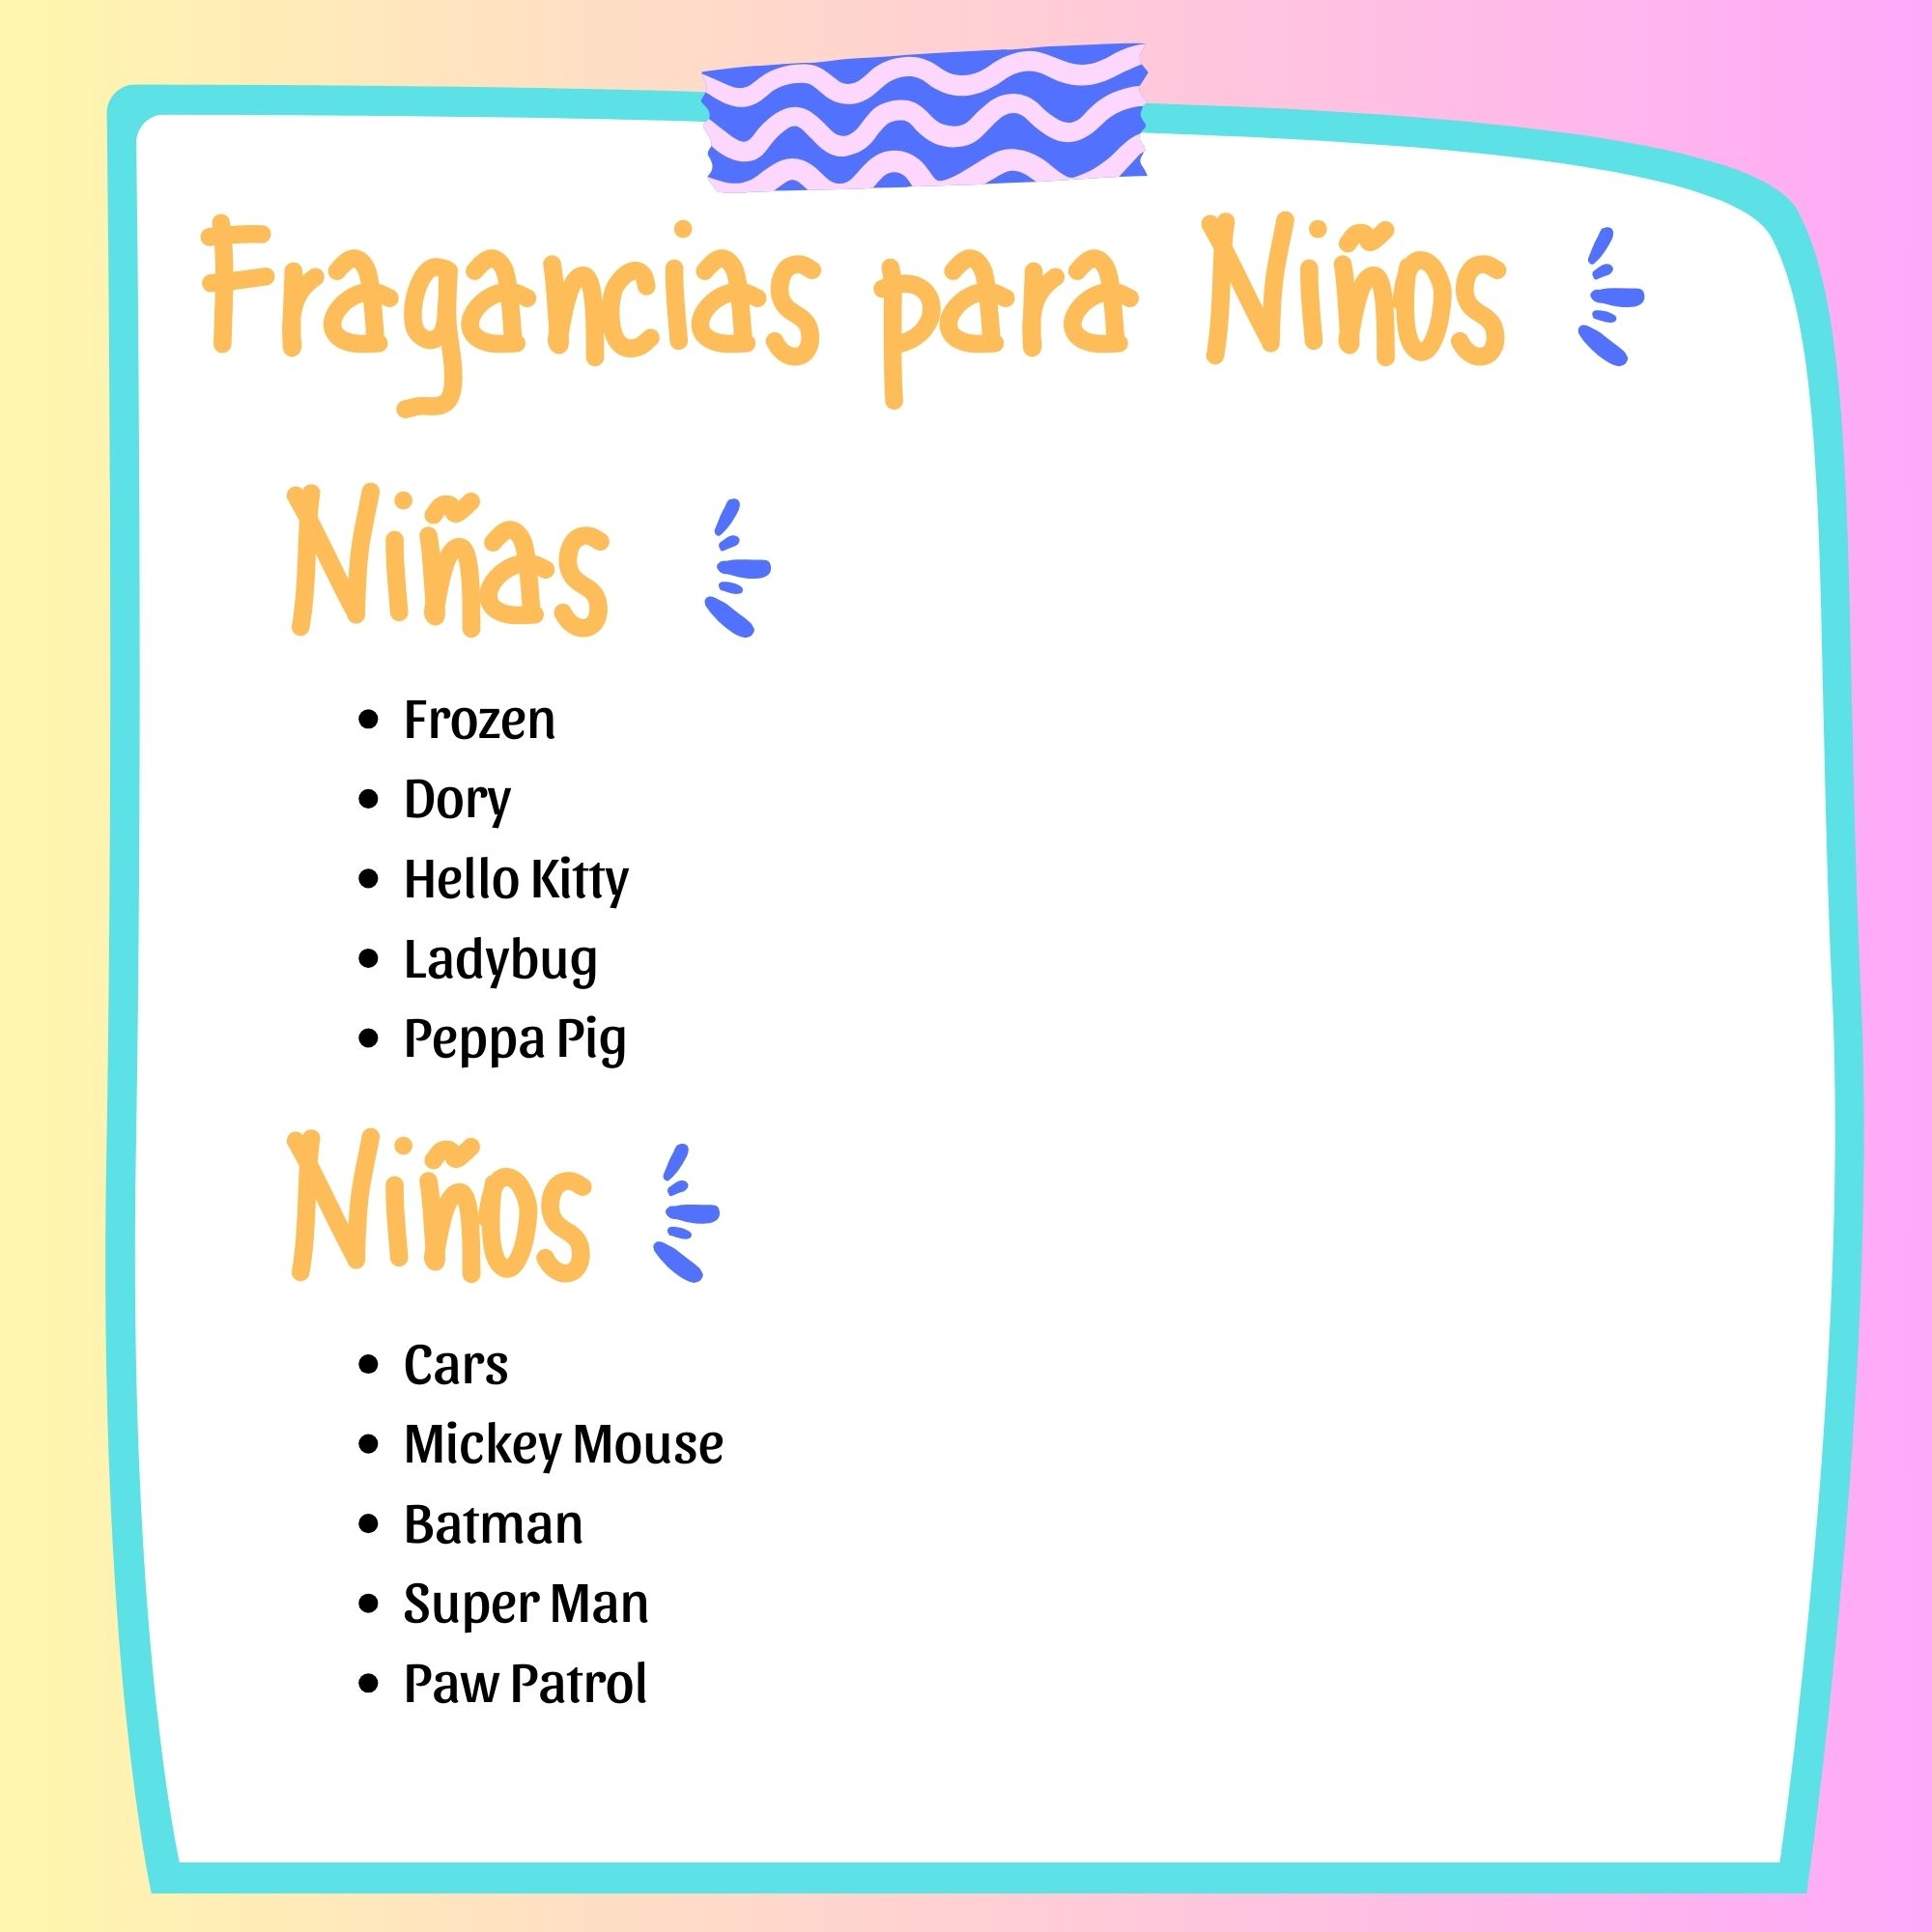 Fragancias para Niños
Niñas
Frozen
Dory
Hello Kitty
Ladybug
Peppa Pig
Niños
Cars
Mickey Mouse
Batman
Super Man
Paw Patrol